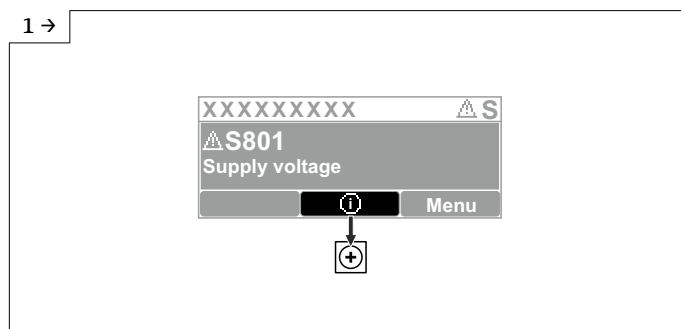 1 →
XXXXXXXXX ⚠ S
⚠S801
Supply voltage
ⓘ Menu
+